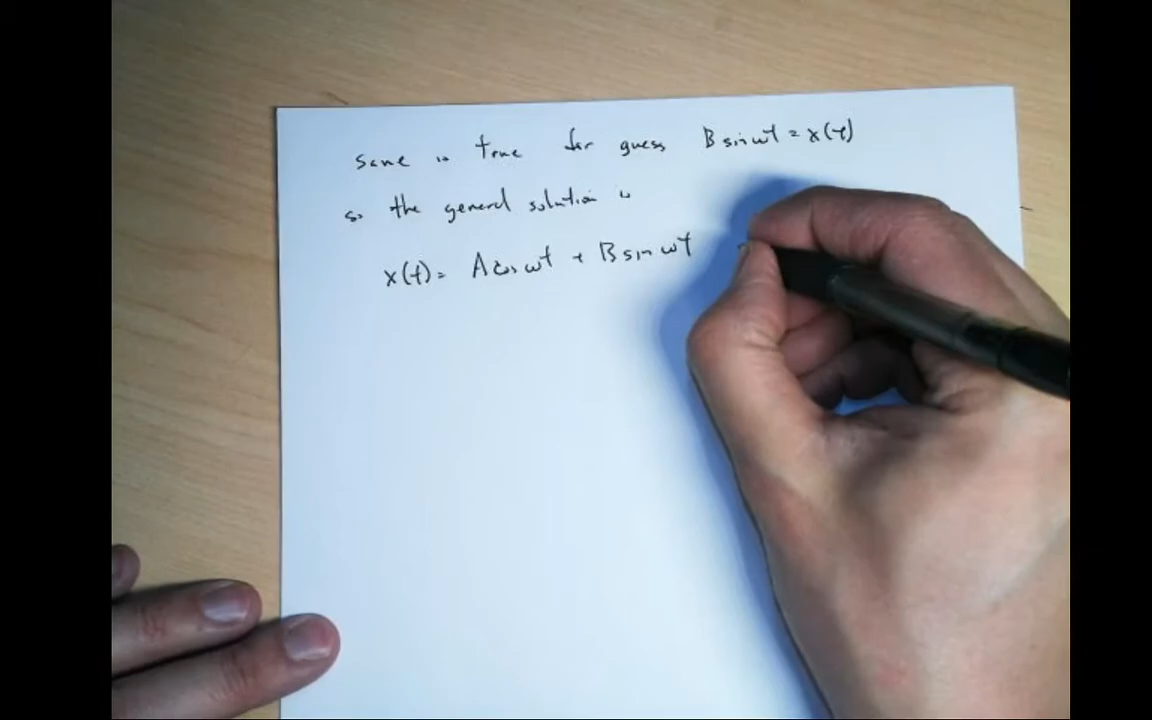 Same is true for guess B sin ωt = x(t)
so the general solution is
x(t) = A cos ωt + B sin ωt